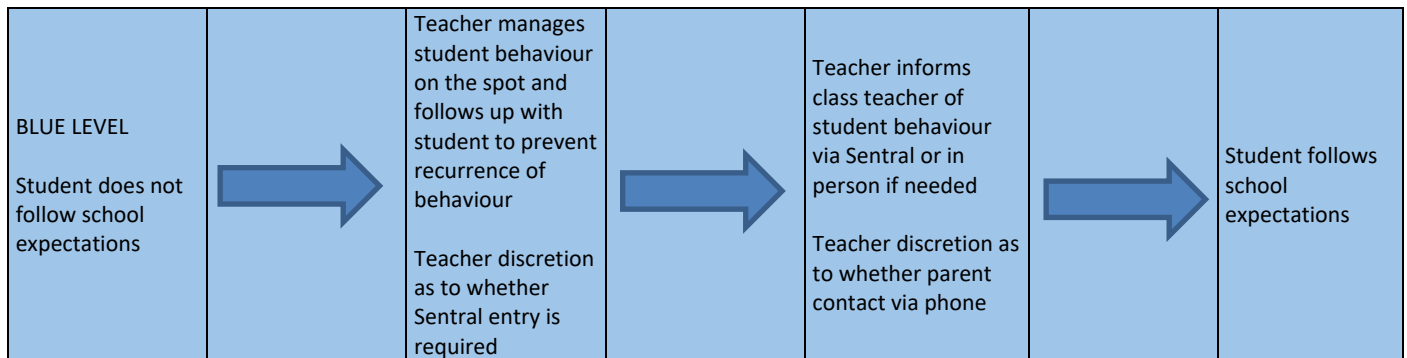 BLUE LEVEL
Student does not
follow school
expectations
Teacher manages
student behaviour
on the spot and
follows up with
student to prevent
recurrence of
behaviour
Teacher discretion
as to whether
Sentral entry is
required
Teacher informs
class teacher of
student behaviour
via Sentral or in
person if needed
Teacher discretion as
to whether parent
contact via phone
Student follows
school
expectations